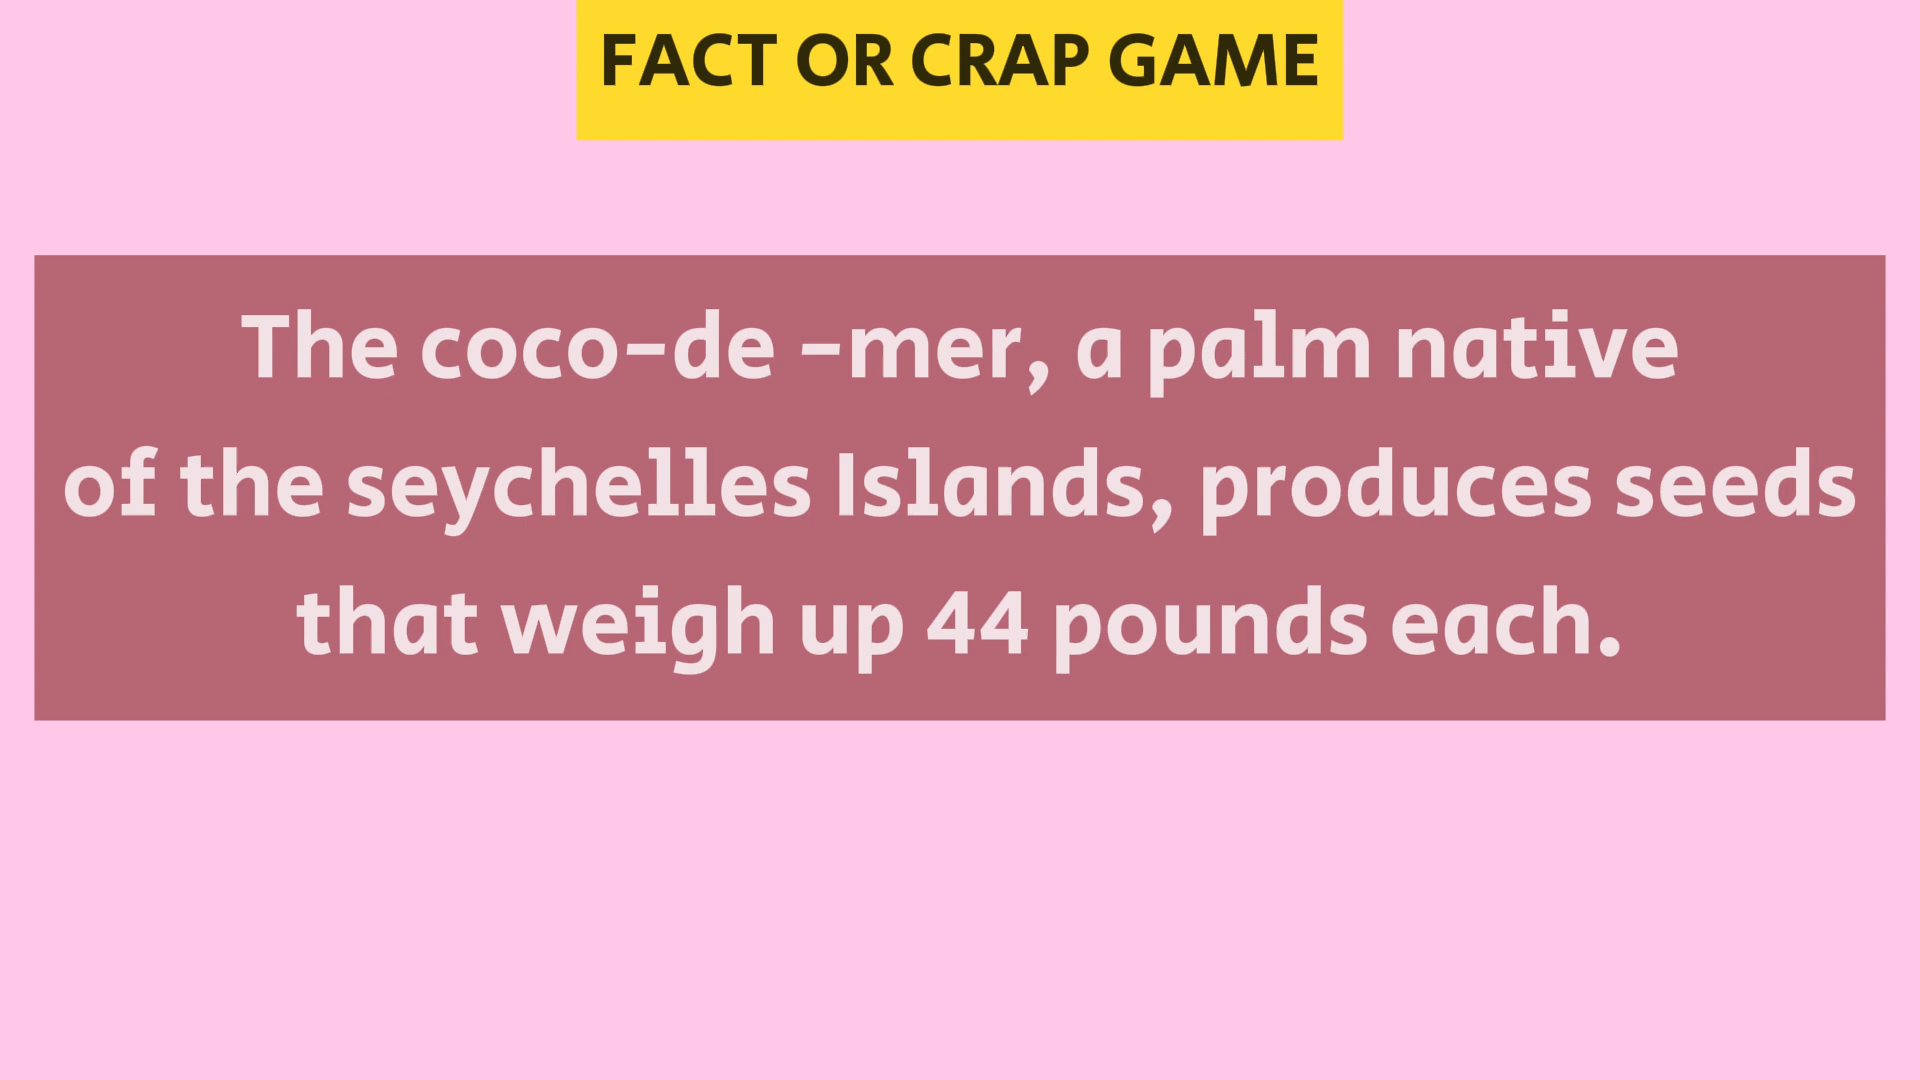 FACT OR CRAP GAME
The coco-de -mer, a palm native
of the seychelles Islands, produces seeds
that weigh up 44 pounds each.